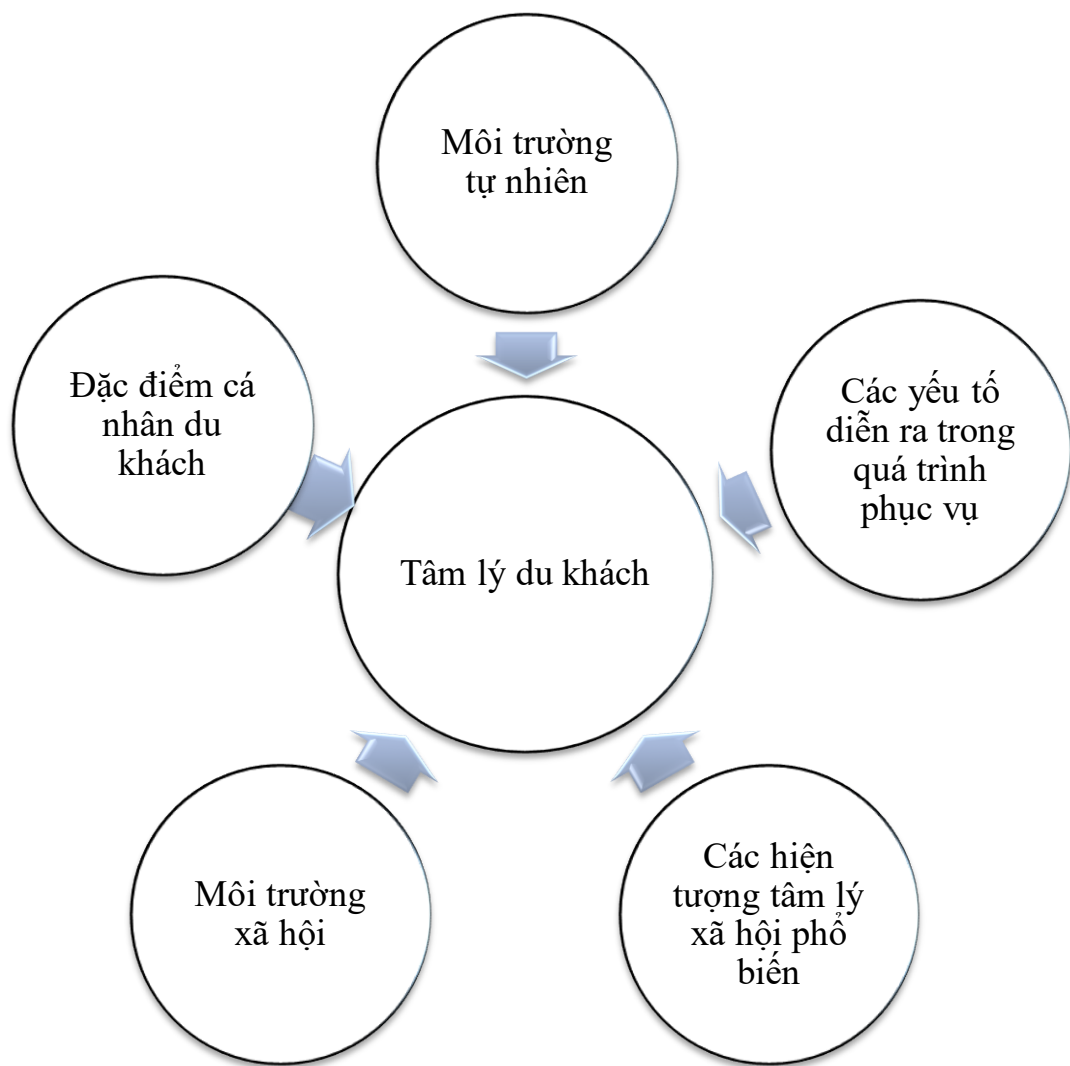 Môi trường
tự nhiên
Đặc điểm cá
nhân du
khách
Các yếu tố
diễn ra trong
quá trình
phục vụ
Tâm lý du khách
Môi trường
xã hội
Các hiện
tượng tâm lý
xã hội phổ
biến